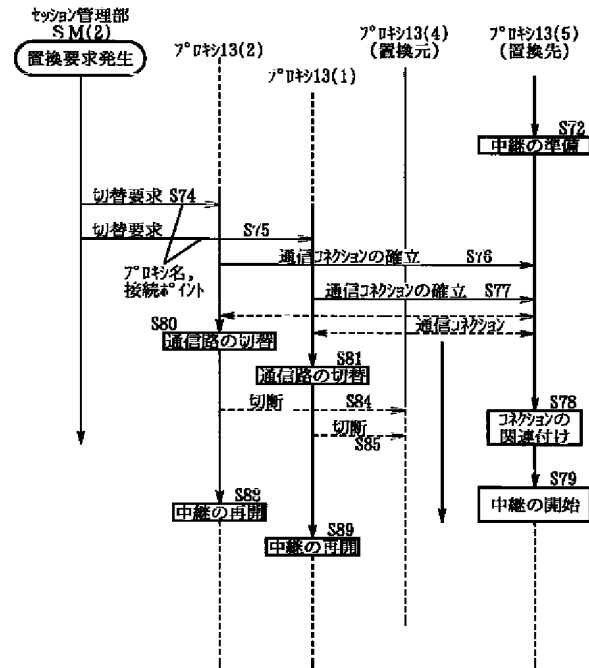 セッション管理部
SM(2)
置換要求発生
プロキシ13(2)
プロキシ13(1)
プロキシ13(4)
(置換元)
プロキシ13(5)
(置換先)
S72
中継の準備
切替要求 S74
切替要求 S75
通信コネクションの確立 S76
プロキシ名,
接続ポイント
通信コネクションの確立 S77
通信コネクション
S80
通信路の切替
S81
通信路の切替
切断 S84
切断
S85
S78
コネクションの
関連付け
S79
中継の開始
S88
中継の再開
S89
中継の再開